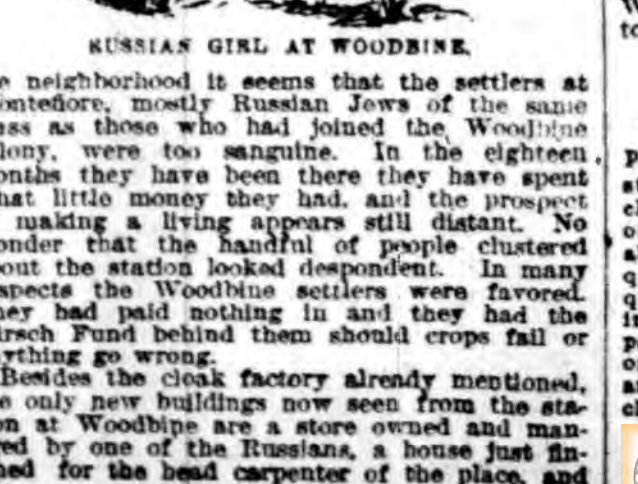 RUSSIAN GIRL AT WOODBINE.
neighborhood it seems that the settlers at
ontefiore, mostly Russian Jews of the same
ass as those who had joined the Woodbine
lony, were too sanguine. In the eighteen
onths they have been there they have spent
hat little money they had, and the prospect
making a living appears still distant. No
onder that the handful of people clustered
out the station looked despondent. In many
spects the Woodbine settlers were favored.
hey had paid nothing in and they had the
irsch Fund behind them should crops fail or
ything go wrong.
Besides the cloak factory already mentioned,
e only new buildings now seen from the sta-
on at Woodbine are a store owned and man-
ged by one of the Russians, a house just fin-
hed for the head carpenter of the place, and